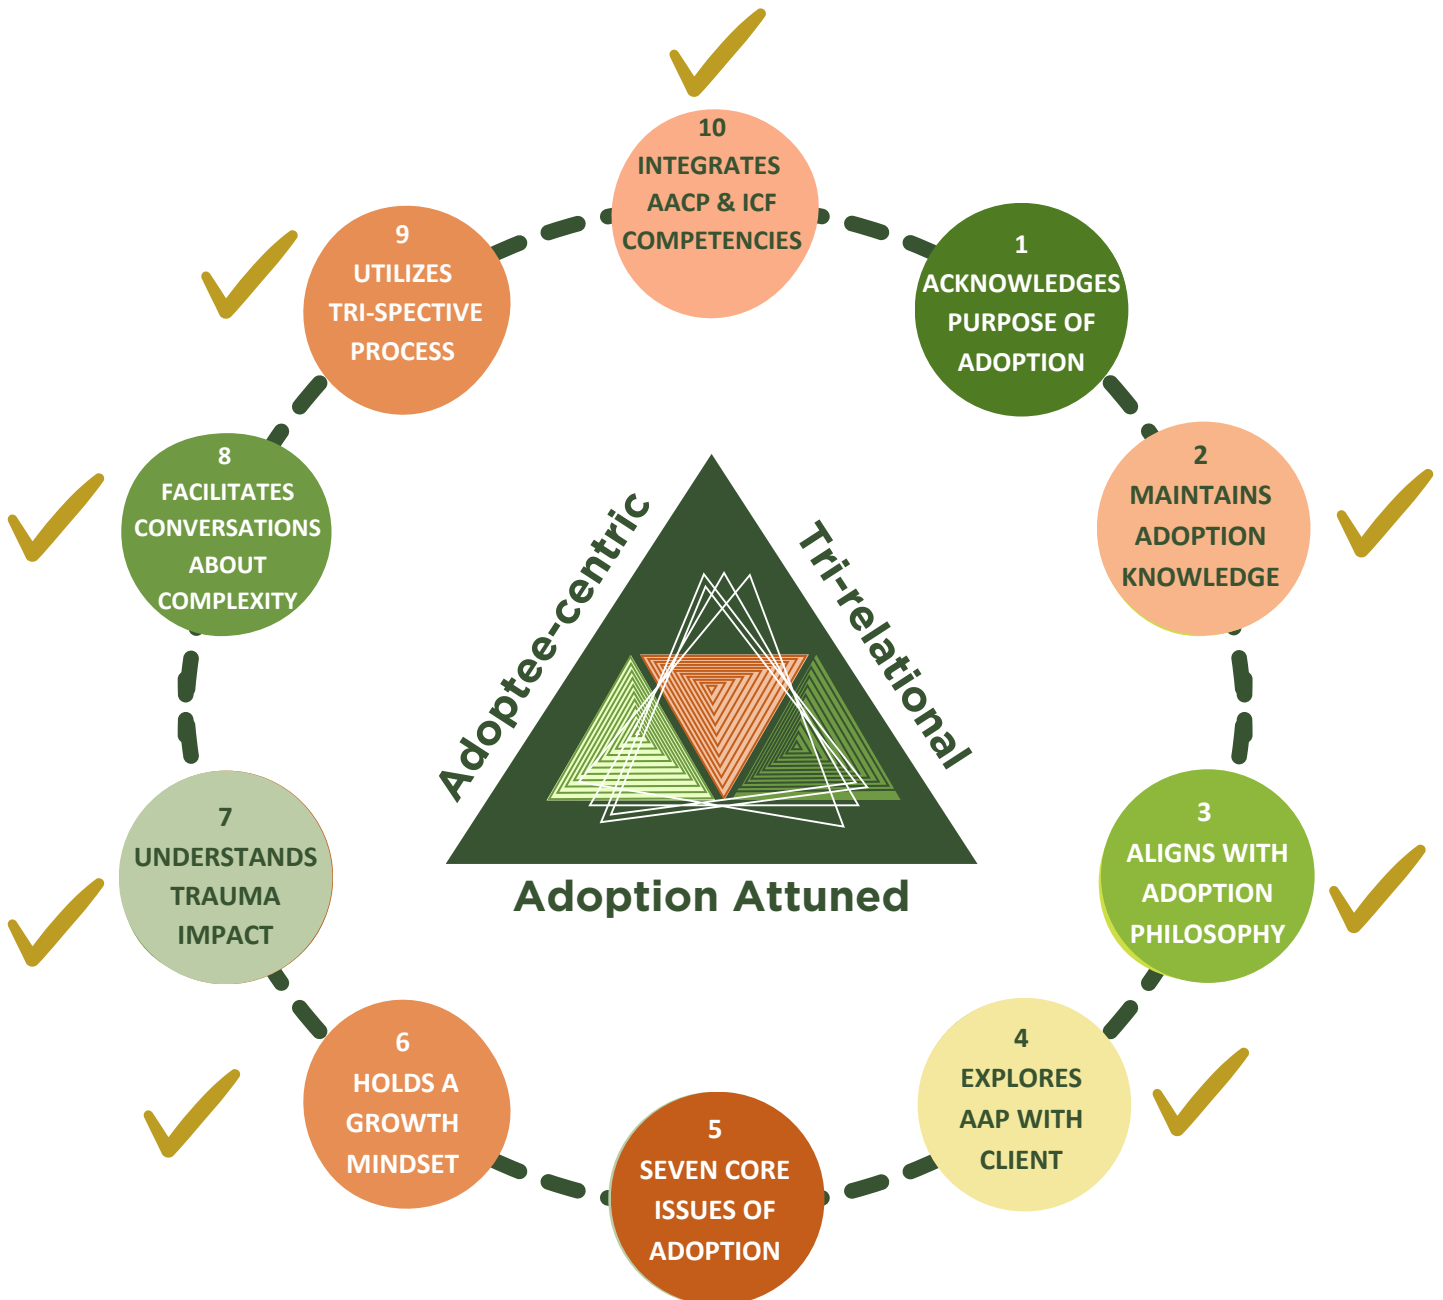 10
INTEGRATES
AACP & ICF
COMPETENCIES
1
ACKNOWLEDGES
PURPOSE OF
ADOPTION
2
MAINTAINS
ADOPTION
KNOWLEDGE
3
ALIGNS WITH
ADOPTION
PHILOSOPHY
4
EXPLORES
AAP WITH
CLIENT
5
SEVEN CORE
ISSUES OF
ADOPTION
6
HOLDS A
GROWTH
MINDSET
7
UNDERSTANDS
TRAUMA
IMPACT
8
FACILITATES
CONVERSATIONS
ABOUT
COMPLEXITY
9
UTILIZES
TRI-SPECTIVE
PROCESS
Adoptee-centric
Tri-relational
Adoption Attuned